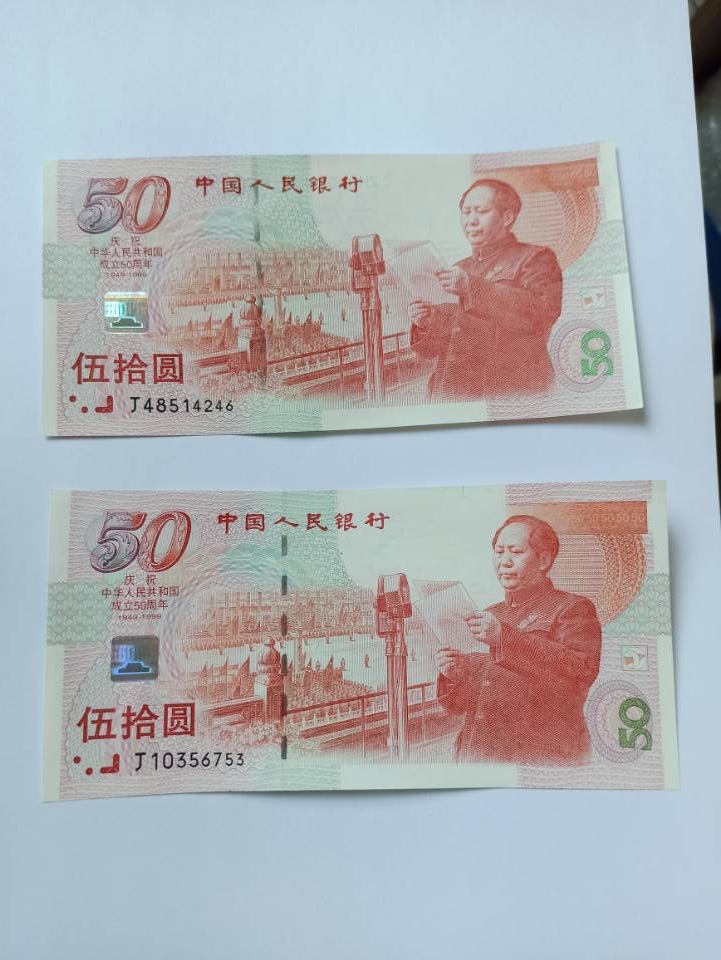 50
中国人民银行
庆祝
中华人民共和国
成立50周年
1949-1999
伍拾圆
J48514246
50
50
中国人民银行
庆祝
中华人民共和国
成立50周年
1949-1999
伍拾圆
J10356753
50